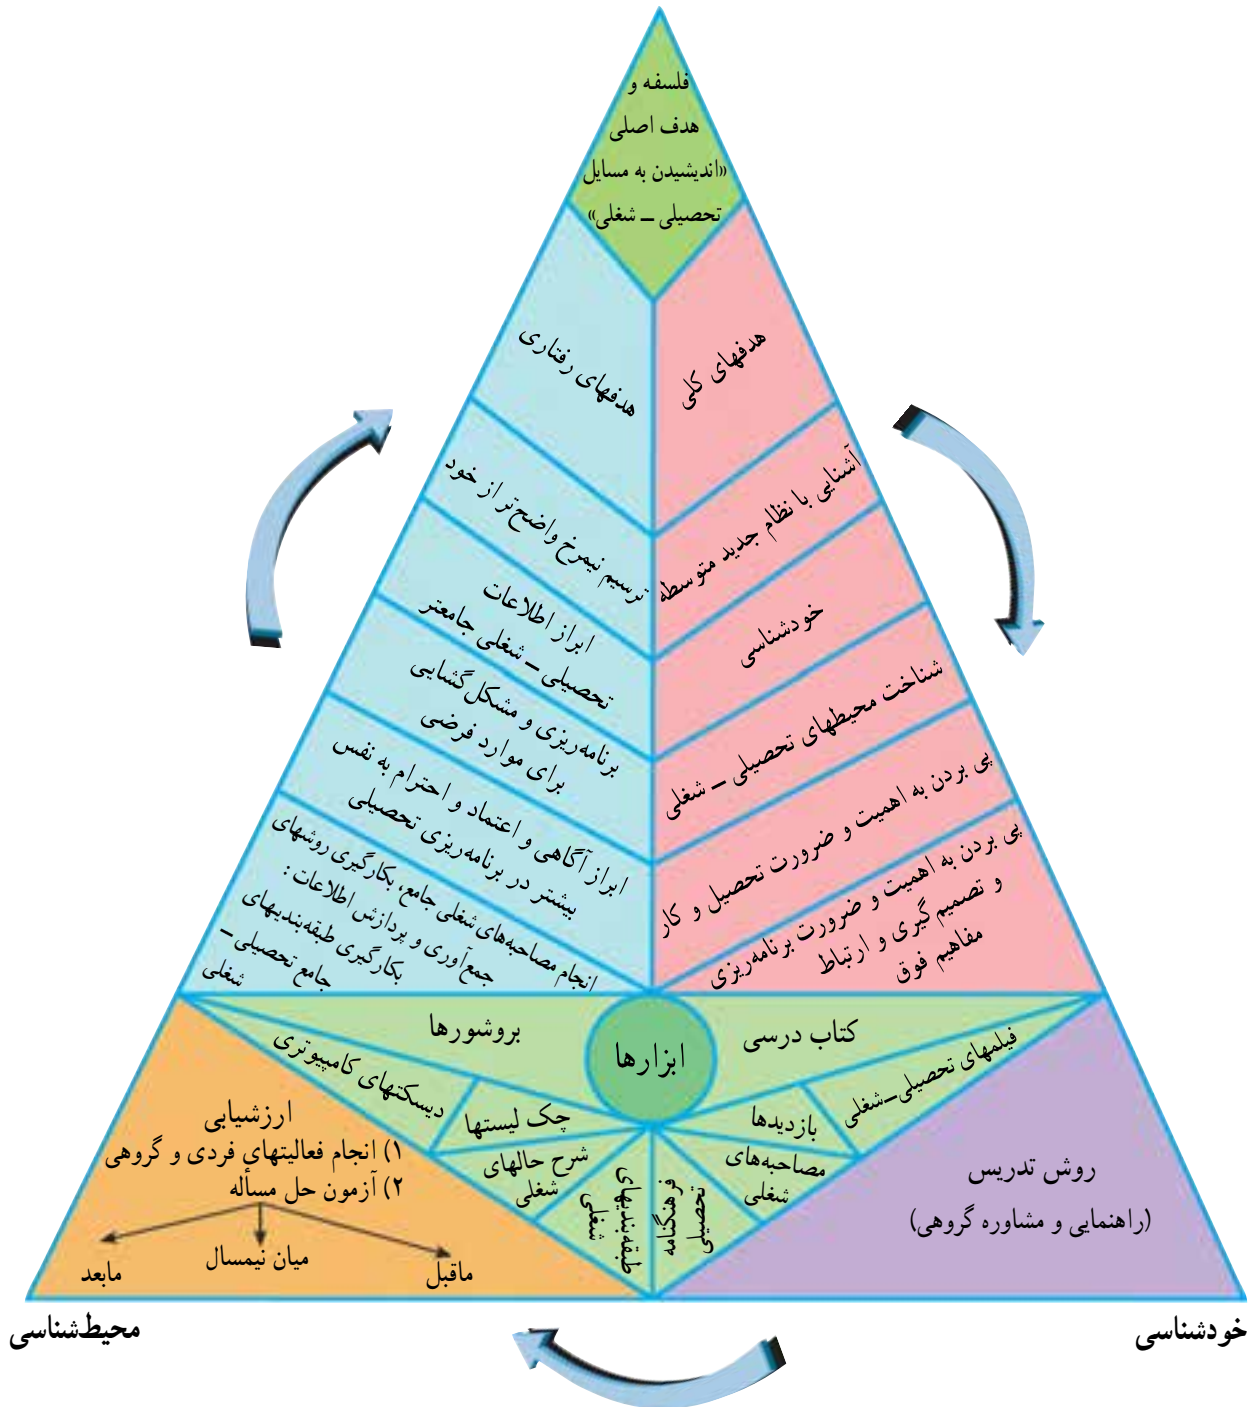 فلسفه و
هدف اصلی
«اندیشیدن به مسایل
تحصیلی ــ شغلی»
هدفهای کلی
آشنایی با نظام جدید متوسطه
خودشناسی
شناخت محیطهای تحصیلی ــ شغلی
پی بردن به اهمیت و ضرورت تحصیل و کار
پی بردن به اهمیت و ضرورت برنامه‌ریزی
و تصمیم گیری و ارتباط
مفاهیم فوق
هدفهای رفتاری
ترسیم نیمرخ واضح‌تر از خود
ابراز اطلاعات
تحصیلی ــ شغلی جامعتر
برنامه‌ریزی و مشکل‌گشایی
برای موارد فرضی
ابراز آگاهی و اعتماد و احترام به نفس
بیشتر در برنامه‌ریزی تحصیلی
انجام مصاحبه‌های شغلی جامع، بکارگیری روشهای
جمع‌آوری و پردازش اطلاعات :
بکارگیری طبقه‌بندیهای
جامع تحصیلی ــ
شغلی
ابزارها
کتاب درسی
فیلمهای تحصیلی‌ــ‌شغلی
بازدیدها
مصاحبه‌های
شغلی
فرهنگنامه
تحصیلی
بروشورها
دیسکتهای کامپیوتری
چک لیستها
شرح حالهای
شغلی
طبقه‌بندیهای
شغلی
روش تدریس
(راهنمایی و مشاوره گروهی)
ارزشیابی
۱) انجام فعالیتهای فردی و گروهی
۲) آزمون حل مسأله
ماقبل
میان نیمسال
مابعد
خودشناسی
محیط‌شناسی